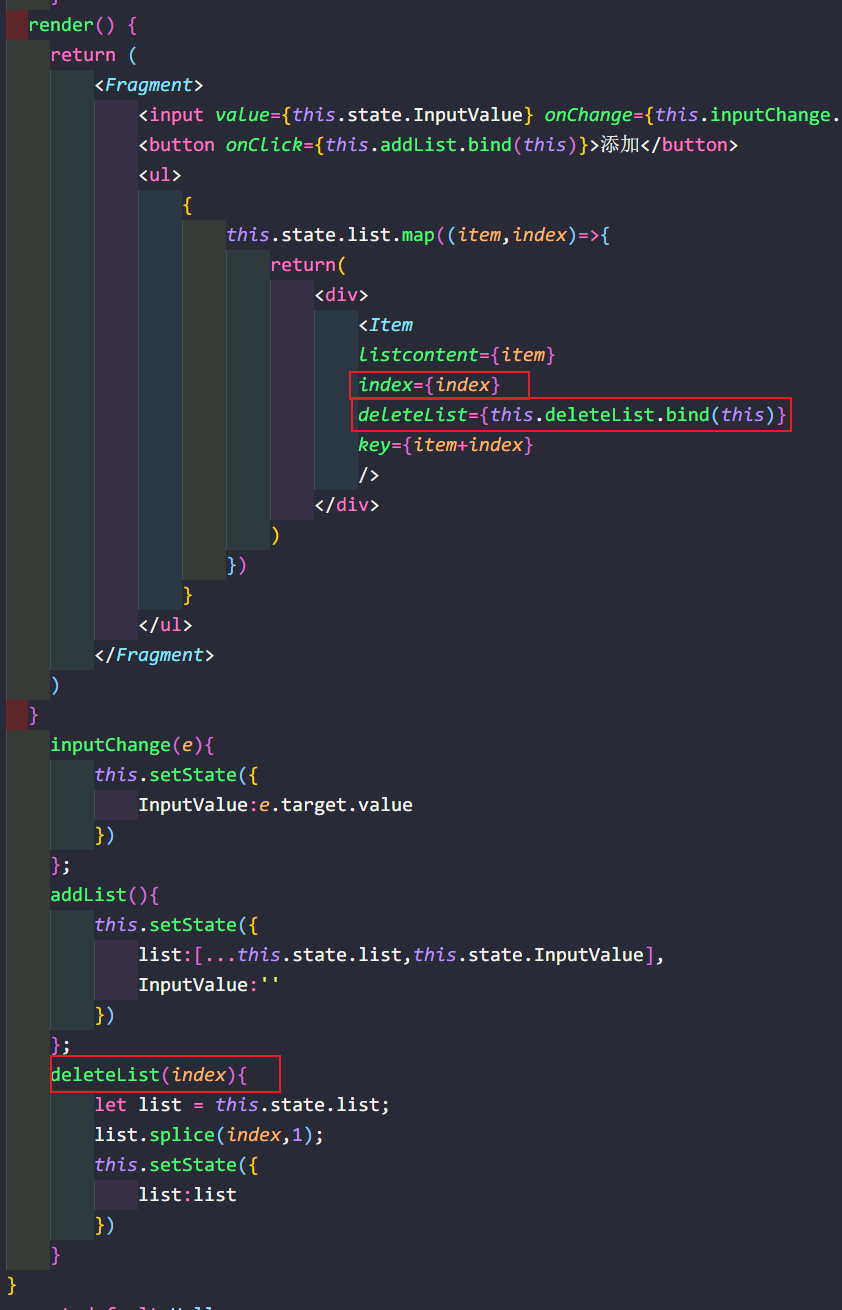 render() {
return (
<Fragment>
<input value={this.state.InputValue} onChange={this.inputChange.
<button onClick={this.addList.bind(this)}>添加</button>
<ul>
{
this.state.list.map((item,index)=>{
return(
<div>
<Item
listcontent={item}
index={index}
deleteList={this.deleteList.bind(this)}
key={item+index}
/>
</div>
)
})
}
</ul>
</Fragment>
)
}
inputChange(e){
this.setState({
InputValue:e.target.value
})
};
addList(){
this.setState({
list:[...this.state.list,this.state.InputValue],
InputValue:''
})
};
deleteList(index){
let list = this.state.list;
list.splice(index,1);
this.setState({
list:list
})
}
}